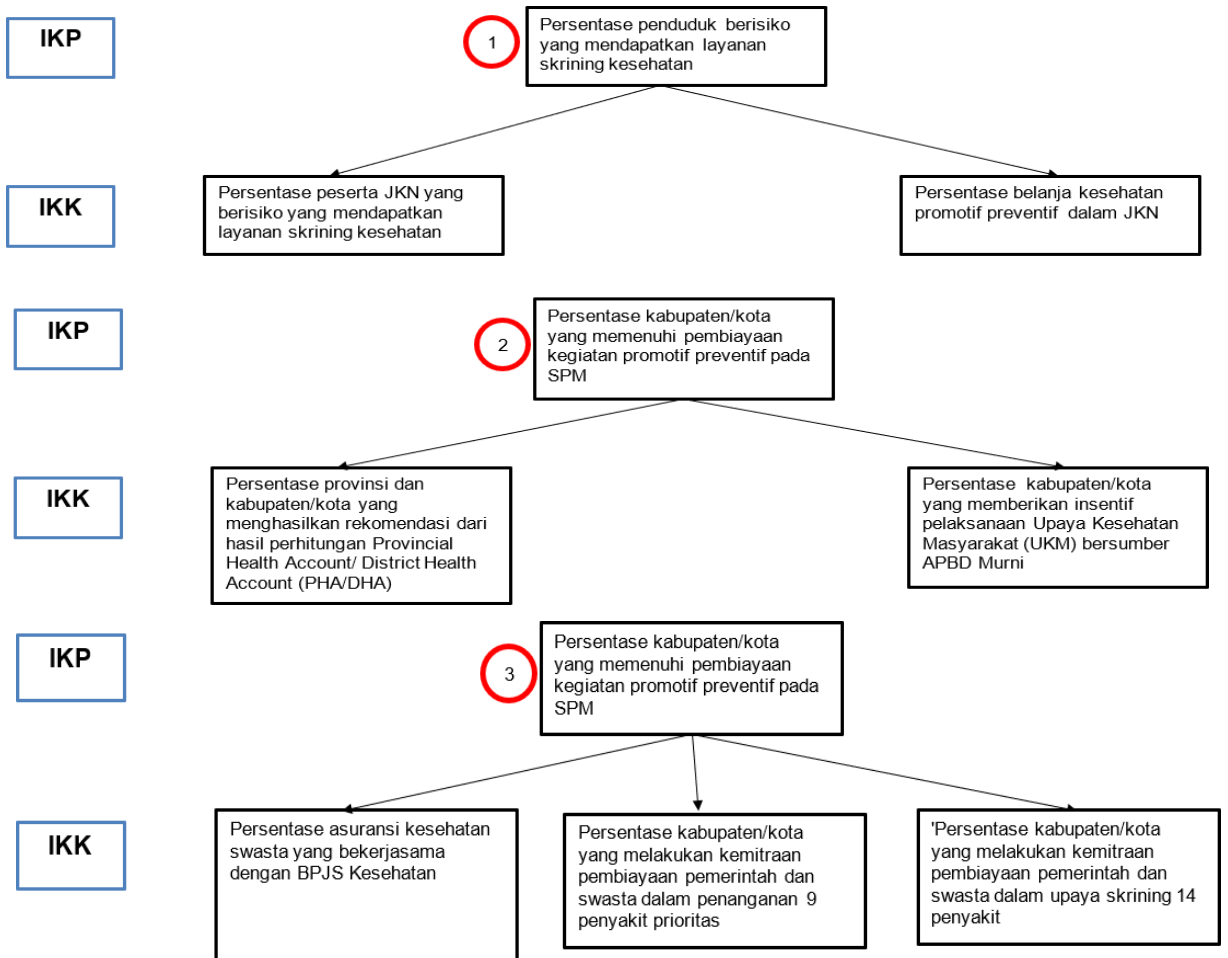 IKP
1
Persentase penduduk berisiko
yang mendapatkan layanan
skrining kesehatan
IKK
Persentase peserta JKN yang
berisiko yang mendapatkan
layanan skrining kesehatan
Persentase belanja kesehatan
promotif preventif dalam JKN
IKP
2
Persentase kabupaten/kota
yang memenuhi pembiayaan
kegiatan promotif preventif pada
SPM
IKK
Persentase provinsi dan
kabupaten/kota yang
menghasilkan rekomendasi dari
hasil perhitungan Provincial
Health Account/ District Health
Account (PHA/DHA)
Persentase kabupaten/kota
yang memberikan insentif
pelaksanaan Upaya Kesehatan
Masyarakat (UKM) bersumber
APBD Murni
IKP
3
Persentase kabupaten/kota
yang memenuhi pembiayaan
kegiatan promotif preventif pada
SPM
IKK
Persentase asuransi kesehatan
swasta yang bekerjasama
dengan BPJS Kesehatan
Persentase kabupaten/kota
yang melakukan kemitraan
pembiayaan pemerintah dan
swasta dalam penanganan 9
penyakit prioritas
'Persentase kabupaten/kota
yang melakukan kemitraan
pembiayaan pemerintah dan
swasta dalam upaya skrining 14
penyakit